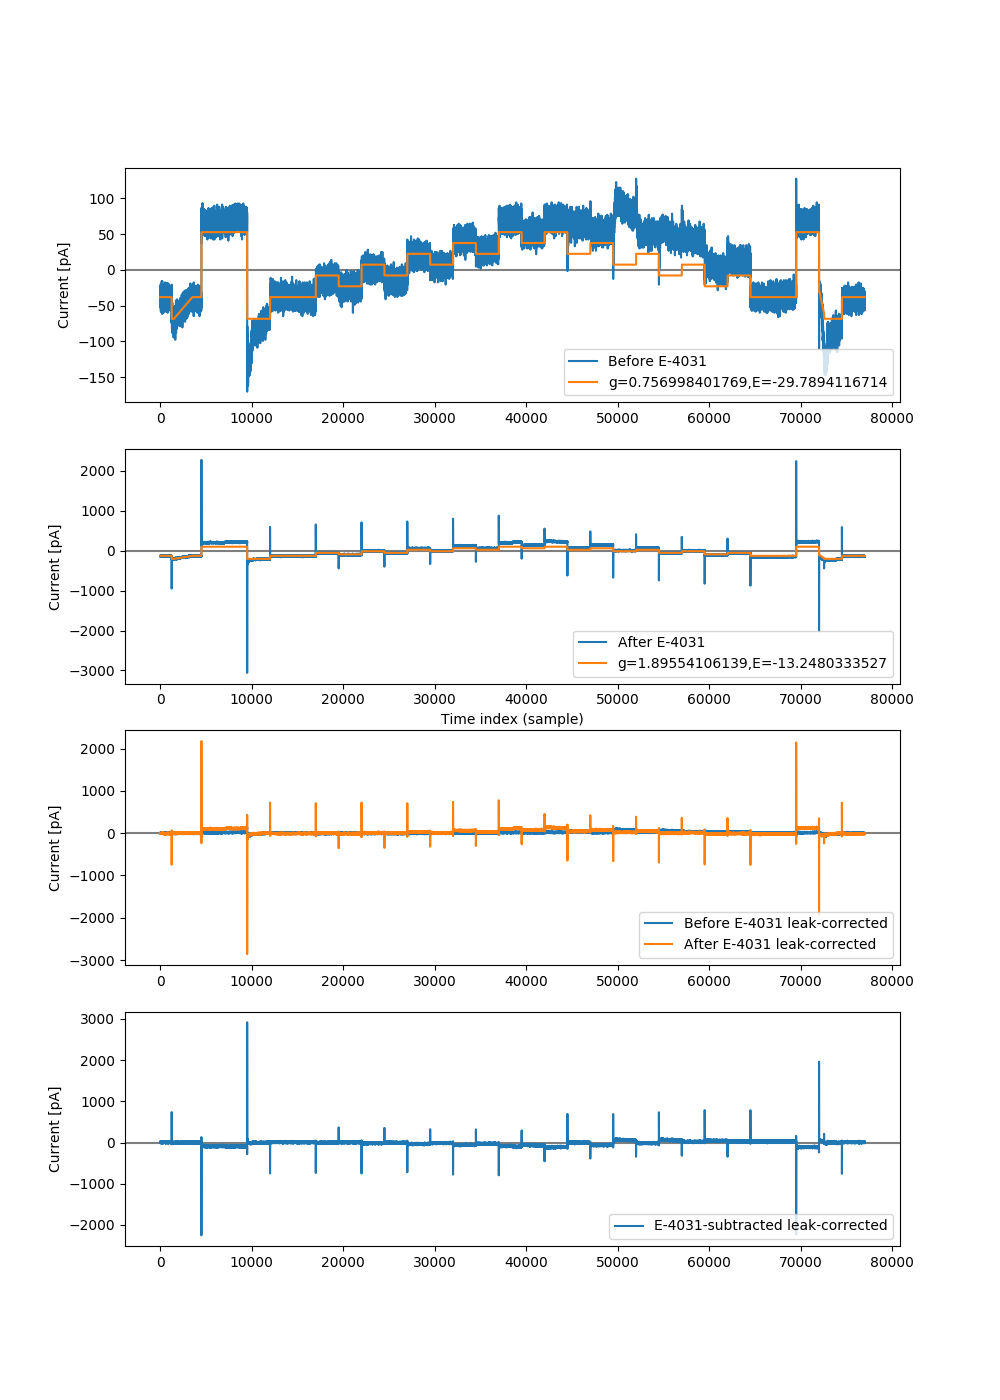 100
50
0
−50
−100
−150
Current [pA]
Before E-4031
g=0.756998401769,E=-29.7894116714
0 10000 20000 30000 40000 50000 60000 70000 80000
2000
1000
0
−1000
−2000
−3000
Current [pA]
After E-4031
g=1.89554106139,E=-13.2480333527
0 10000 20000 30000 40000 50000 60000 70000 80000
Time index (sample)
2000
1000
0
−1000
−2000
−3000
Current [pA]
Before E-4031 leak-corrected
After E-4031 leak-corrected
0 10000 20000 30000 40000 50000 60000 70000 80000
3000
2000
1000
0
−1000
−2000
Current [pA]
E-4031-subtracted leak-corrected
0 10000 20000 30000 40000 50000 60000 70000 80000